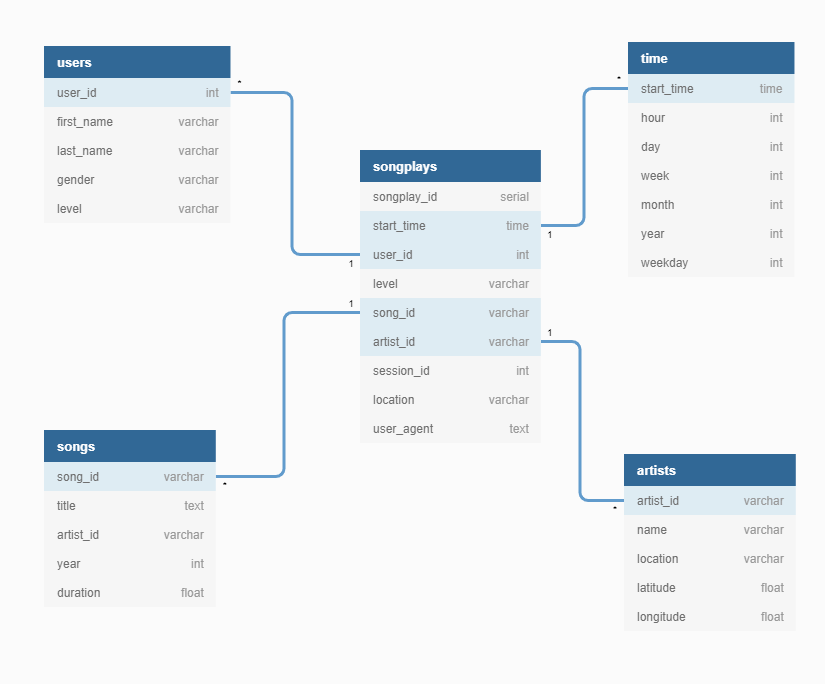 users
user_id int
first_name varchar
last_name varchar
gender varchar
level varchar
*
1
songplays
songplay_id serial
start_time time
user_id int
level varchar
song_id varchar
artist_id varchar
session_id int
location varchar
user_agent text
1
1
1
time
start_time time
hour int
day int
week int
month int
year int
weekday int
*
songs
song_id varchar
title text
artist_id varchar
year int
duration float
*
artists
artist_id varchar
name varchar
location varchar
latitude float
longitude float
*